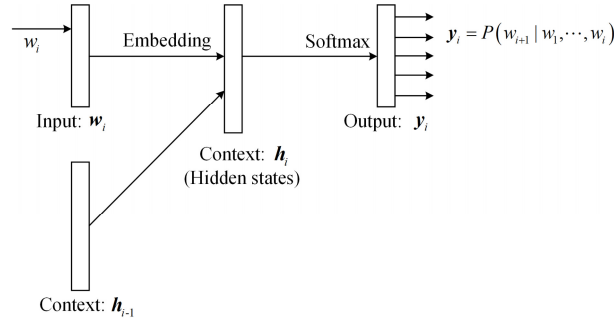 w_i
Embedding
Softmax
y_i = P(w_{i+1} | w_1, ⋯, w_i)
Input: w_i
Output: y_i
Context: h_i
(Hidden states)
Context: h_{i-1}